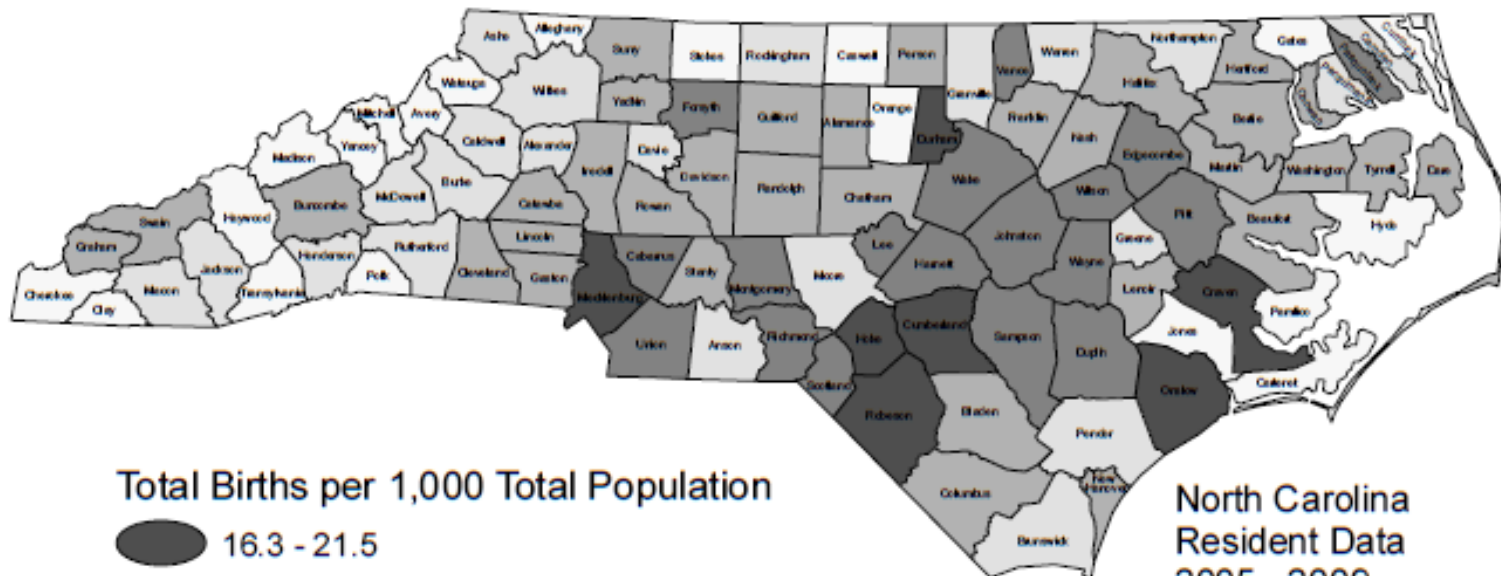 Ashe
Alleghany
Surry
Stokes
Rockingham
Caswell
Person
Granville
Vance
Warren
Northampton
Gates
Hertford
Halifax
Watauga
Wilkes
Yadkin
Forsyth
Guilford
Alamance
Orange
Durham
Franklin
Nash
Edgecombe
Bertie
Mitchell
Avery
Caldwell
Alexander
Iredell
Davie
Davidson
Randolph
Chatham
Wake
Wilson
Martin
Washington
Tyrrell
Dare
Madison
Yancey
McDowell
Burke
Catawba
Rowan
Johnston
Pitt
Beaufort
Hyde
Swain
Haywood
Buncombe
Rutherford
Lincoln
Cabarrus
Lee
Harnett
Wayne
Greene
Graham
Jackson
Henderson
Cleveland
Gaston
Stanly
Montgomery
Moore
Lenoir
Craven
Pamlico
Cherokee
Clay
Macon
Transylvania
Polk
Mecklenburg
Union
Anson
Richmond
Hoke
Cumberland
Sampson
Duplin
Jones
Carteret
Scotland
Robeson
Bladen
Onslow
Pender
Columbus
New
Hanover
Brunswick
Total Births per 1,000 Total Population
16.3 - 21.5
North Carolina
Resident Data